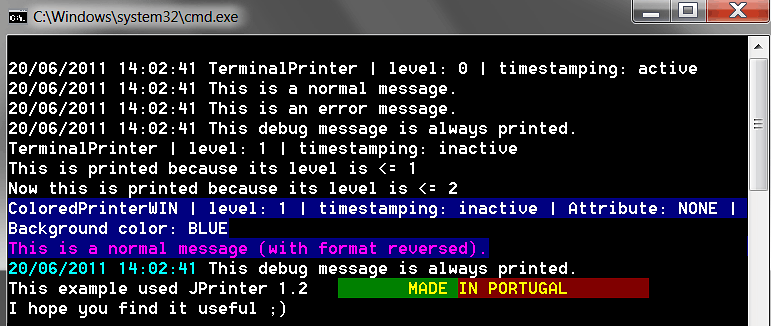 C:\Windows\system32\cmd.exe
20/06/2011 14:02:41 TerminalPrinter | level: 0 | timestamping: active
20/06/2011 14:02:41 This is a normal message.
20/06/2011 14:02:41 This is an error message.
20/06/2011 14:02:41 This debug message is always printed.
TerminalPrinter | level: 1 | timestamping: inactive
This is printed because its level is <= 1
Now this is printed because its level is <= 2
ColoredPrinterWIN | level: 1 | timestamping: inactive | Attribute: NONE |
Background color: BLUE
This is a normal message (with format reversed).
20/06/2011 14:02:41 This debug message is always printed.
This example used JPrinter 1.2 MADE IN PORTUGAL
I hope you find it useful ;)